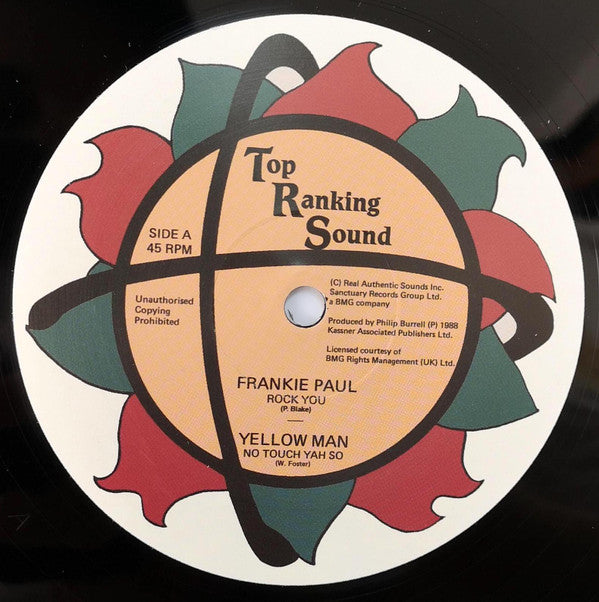 Top
Ranking
Sound
SIDE A
45 RPM
Unauthorised
Copying
Prohibited
(C) Real Authentic Sounds Inc.
Sanctuary Records Group Ltd.
a BMG company
Produced by Philip Burrell (P) 1988
Kassner Associated Publishers Ltd.
Licensed courtesy of
BMG Rights Management (UK) Ltd.
FRANKIE PAUL
ROCK YOU
(P. Blake)
YELLOW MAN
NO TOUCH YAH SO
(W. Foster)